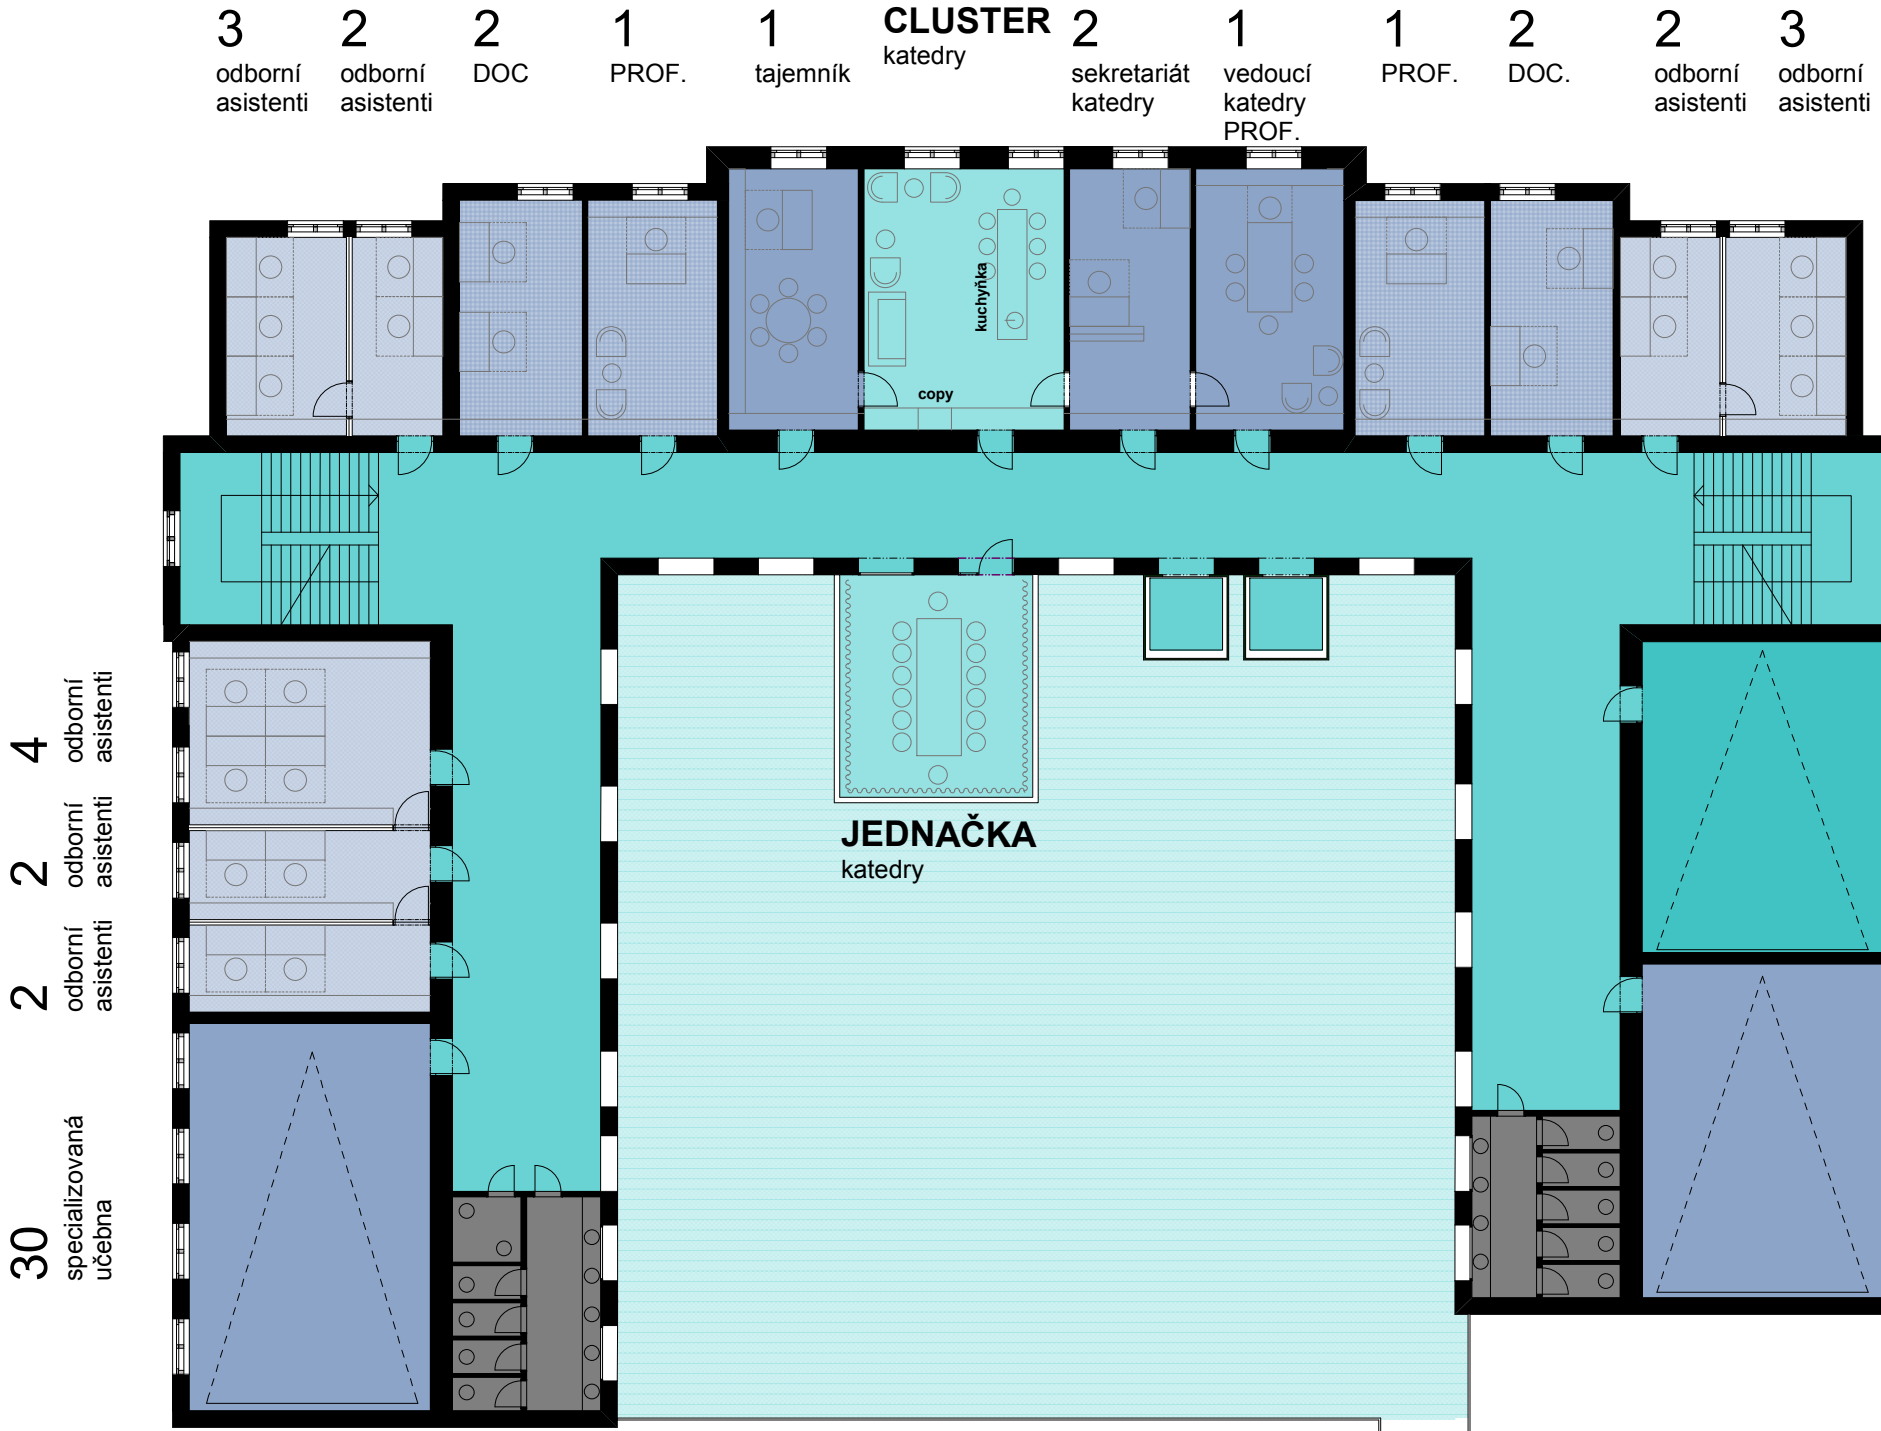 3
odborní
asistenti
2
odborní
asistenti
2
DOC
1
PROF.
1
tajemník
CLUSTER
katedry
2
sekretariát
katedry
1
vedoucí
katedry
PROF.
1
PROF.
2
DOC.
2
odborní
asistenti
3
odborní
asistenti
kuchyňka
copy
JEDNAČKA
katedry
4
odborní
asistenti
2
odborní
asistenti
2
odborní
asistenti
30
specializovaná
učebna